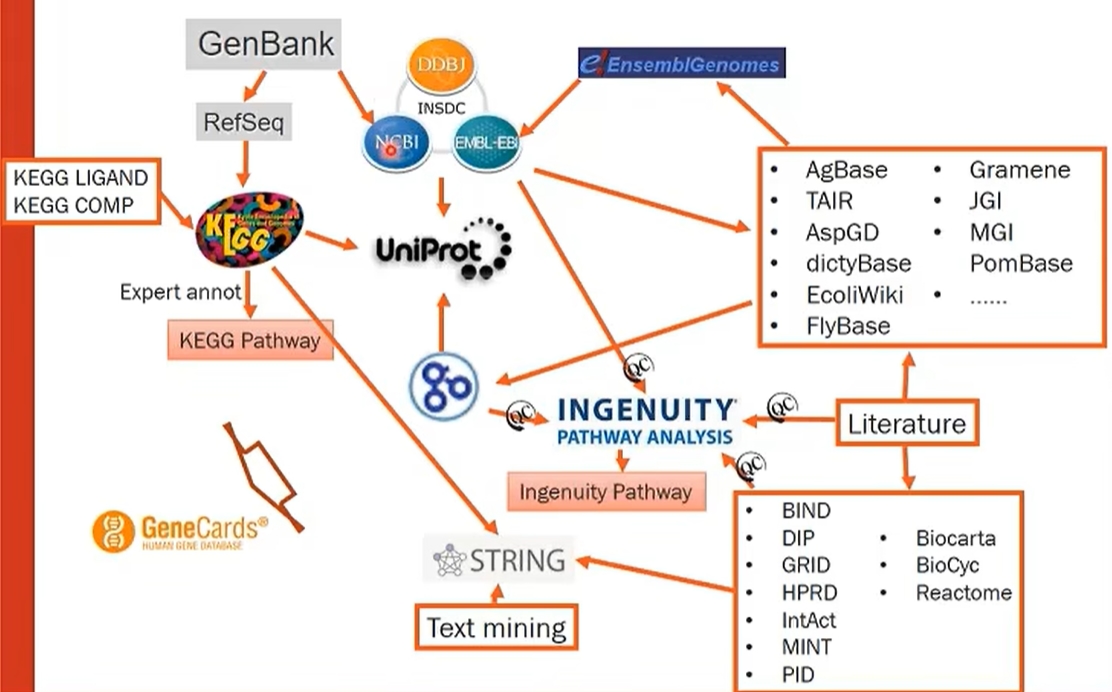 GenBank
DDBJ
INSDC
NCBI
EMBL-EBI
e!EnsemblGenomes
RefSeq
KEGG LIGAND
KEGG COMP
KEGG
UniProt
Expert annot
KEGG Pathway
• AgBase
• TAIR
• AspGD
• dictyBase
• EcoliWiki
• FlyBase
• Gramene
• JGI
• MGI
PomBase
• ......
go
QC
QC
QC
QC
INGENUITY
PATHWAY ANALYSIS
Literature
Ingenuity Pathway
GeneCards®
HUMAN GENE DATABASE
STRING
Text mining
• BIND
• DIP
• GRID
• HPRD
• IntAct
• MINT
• PID
• Biocarta
• BioCyc
• Reactome